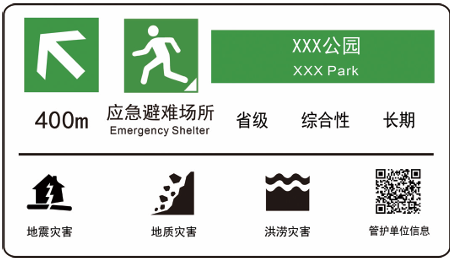 XXX公园
XXX Park
400m 应急避难场所 省级 综合性 长期
Emergency Shelter
地震灾害 地质灾害 洪涝灾害 管护单位信息